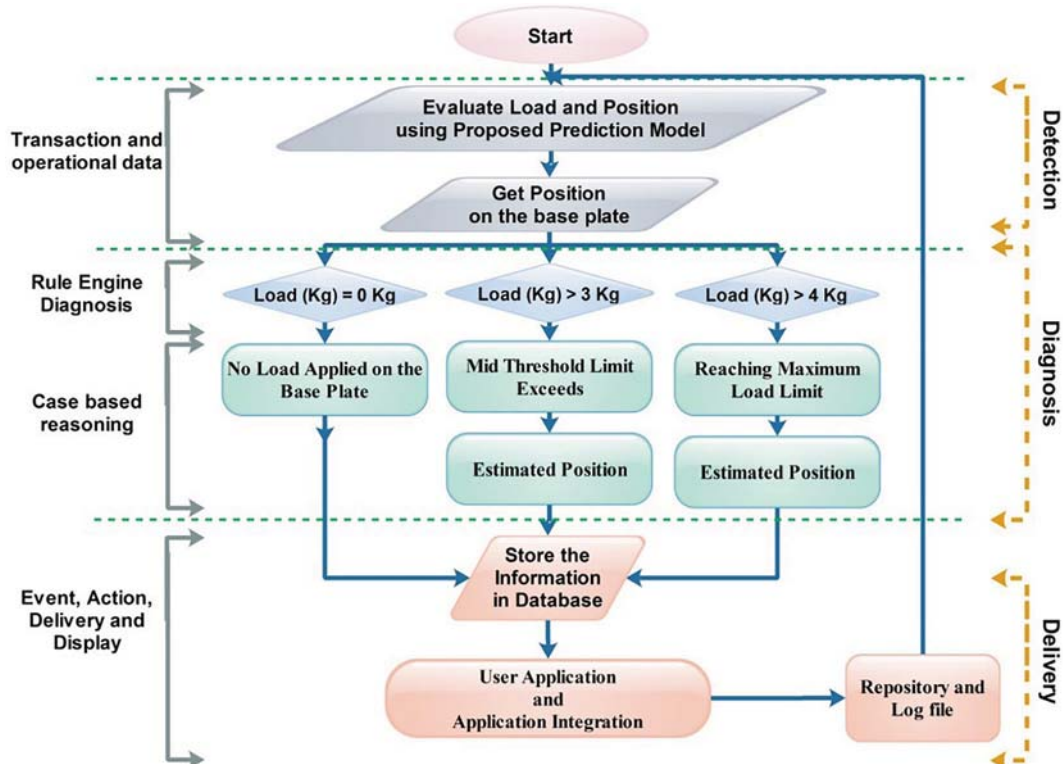 Start
Evaluate Load and Position
using Proposed Prediction Model
Transaction and
operational data
Detection
Get Position
on the base plate
Rule Engine
Diagnosis
Load (Kg) = 0 Kg
Load (Kg) > 3 Kg
Load (Kg) > 4 Kg
Diagnosis
No Load Applied on the
Base Plate
Mid Threshold Limit
Exceeds
Reaching Maximum
Load Limit
Case based
reasoning
Estimated Position
Estimated Position
Store the
Information
in Database
Event, Action,
Delivery and
Display
Delivery
User Application
and
Application Integration
Repository and
Log file